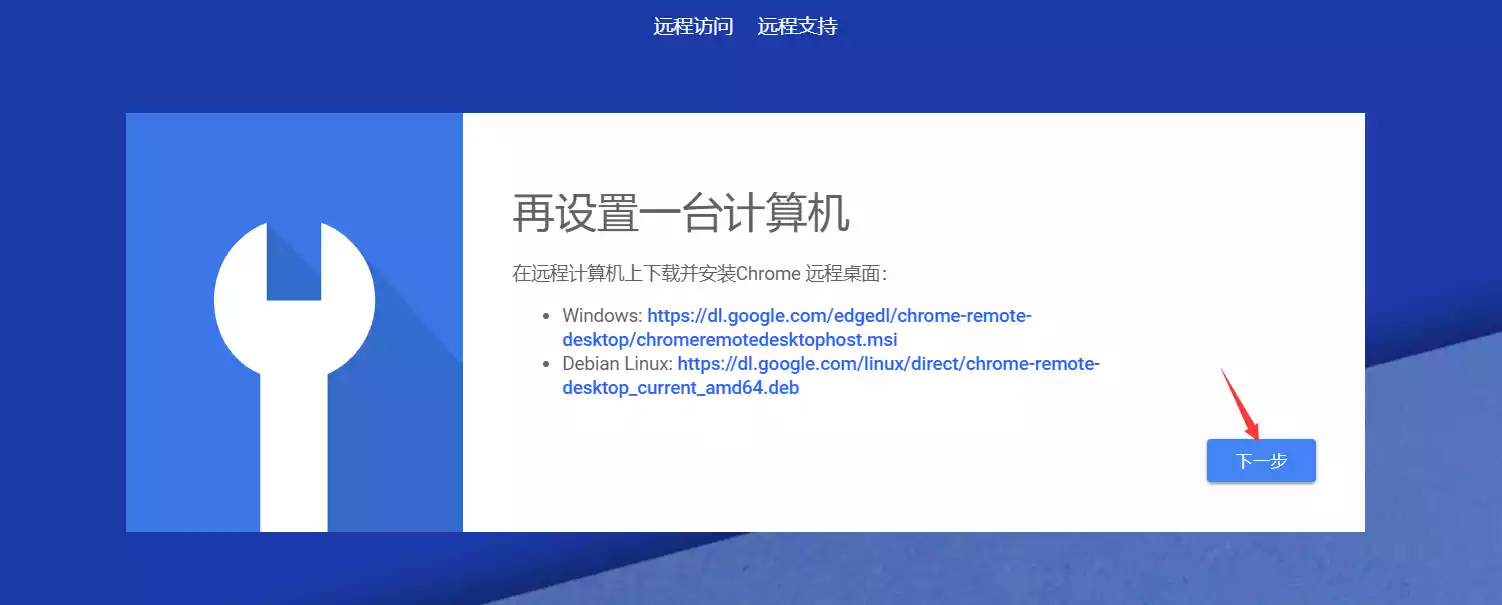 远程访问 远程支持
再设置一台计算机
在远程计算机上下载并安装Chrome 远程桌面：
• Windows: https://dl.google.com/edgedl/chrome-remote-
desktop/chromeremotedesktophost.msi
• Debian Linux: https://dl.google.com/linux/direct/chrome-remote-
desktop_current_amd64.deb
下一步